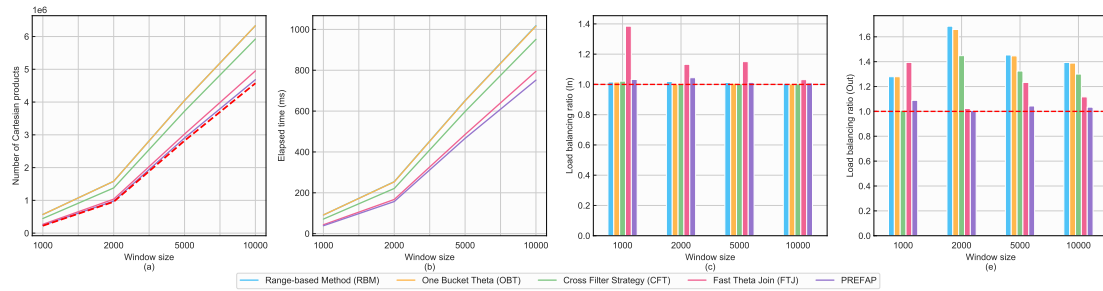 1e6
Number of Cartesian products
6
5
4
3
2
1
0
1000 2000 5000 10000
Window size
(a)
Elapsed time (ms)
1000
800
600
400
200
0
1000 2000 5000 10000
Window size
(b)
Load balancing ratio (In)
1.4
1.2
1.0
0.8
0.6
0.4
0.2
0.0
1000 2000 5000 10000
Window size
(c)
Load balancing ratio (Out)
1.6
1.4
1.2
1.0
0.8
0.6
0.4
0.2
0.0
1000 2000 5000 10000
Window size
(e)
Range-based Method (RBM) One Bucket Theta (OBT) Cross Filter Strategy (CFT) Fast Theta Join (FTJ) PREFAP